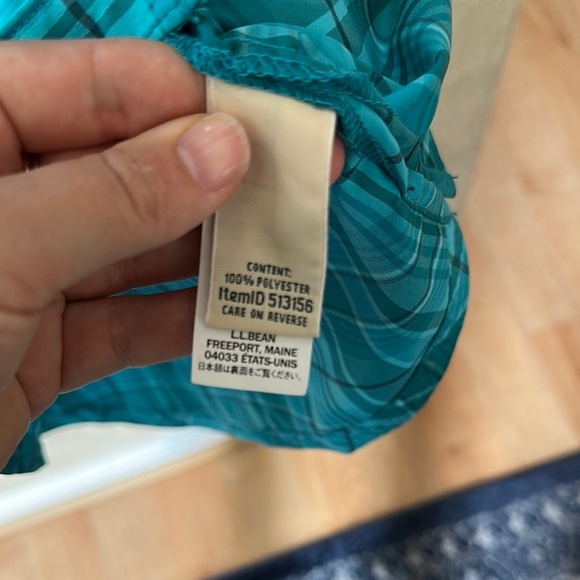 CONTENT:
100% POLYESTER
ItemID 513156
CARE ON REVERSE
L.L.BEAN
FREEPORT, MAINE
04033 ÉTATS-UNIS
日本語は裏面をご覧ください